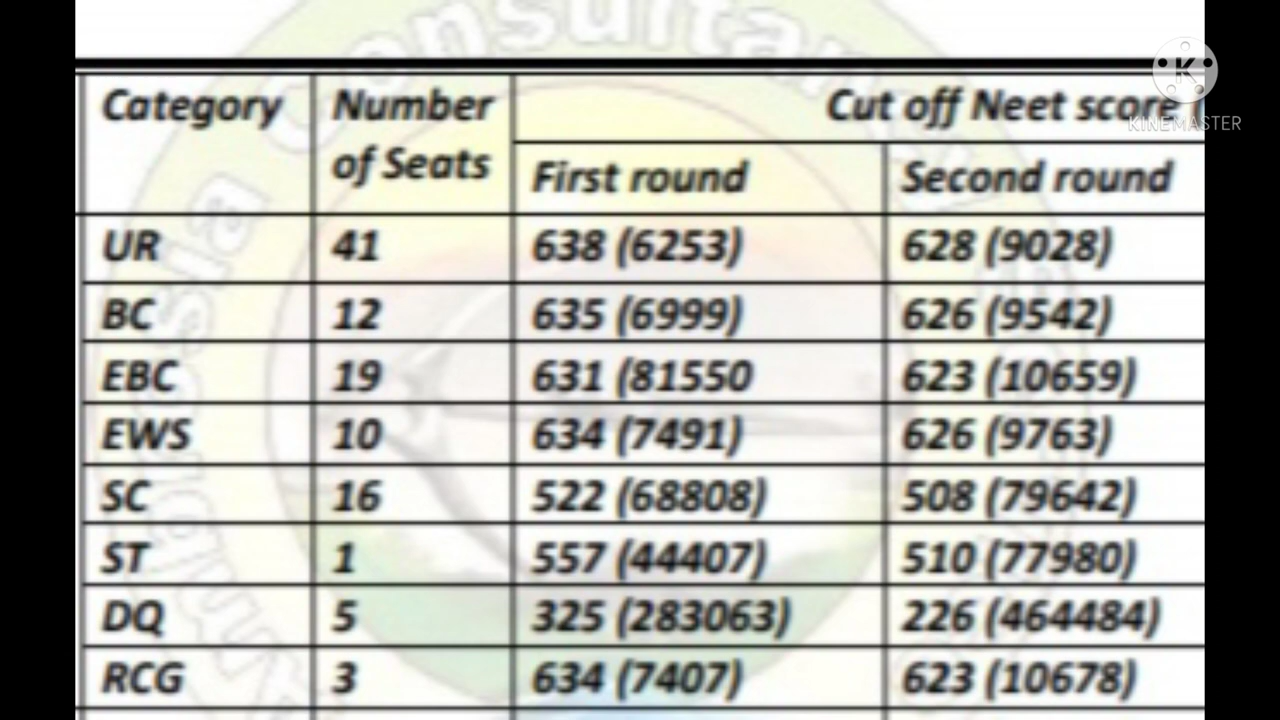 Consultancy
Category Number of Seats Cut off Neet score
KINEMASTER
First round Second round
UR 41 638 (6253) 628 (9028)
BC 12 635 (6999) 626 (9542)
EBC 19 631 (81550 623 (10659)
EWS 10 634 (7491) 626 (9763)
SC 16 522 (68808) 508 (79642)
ST 1 557 (44407) 510 (77980)
DQ 5 325 (283063) 226 (464484)
RCG 3 634 (7407) 623 (10678)